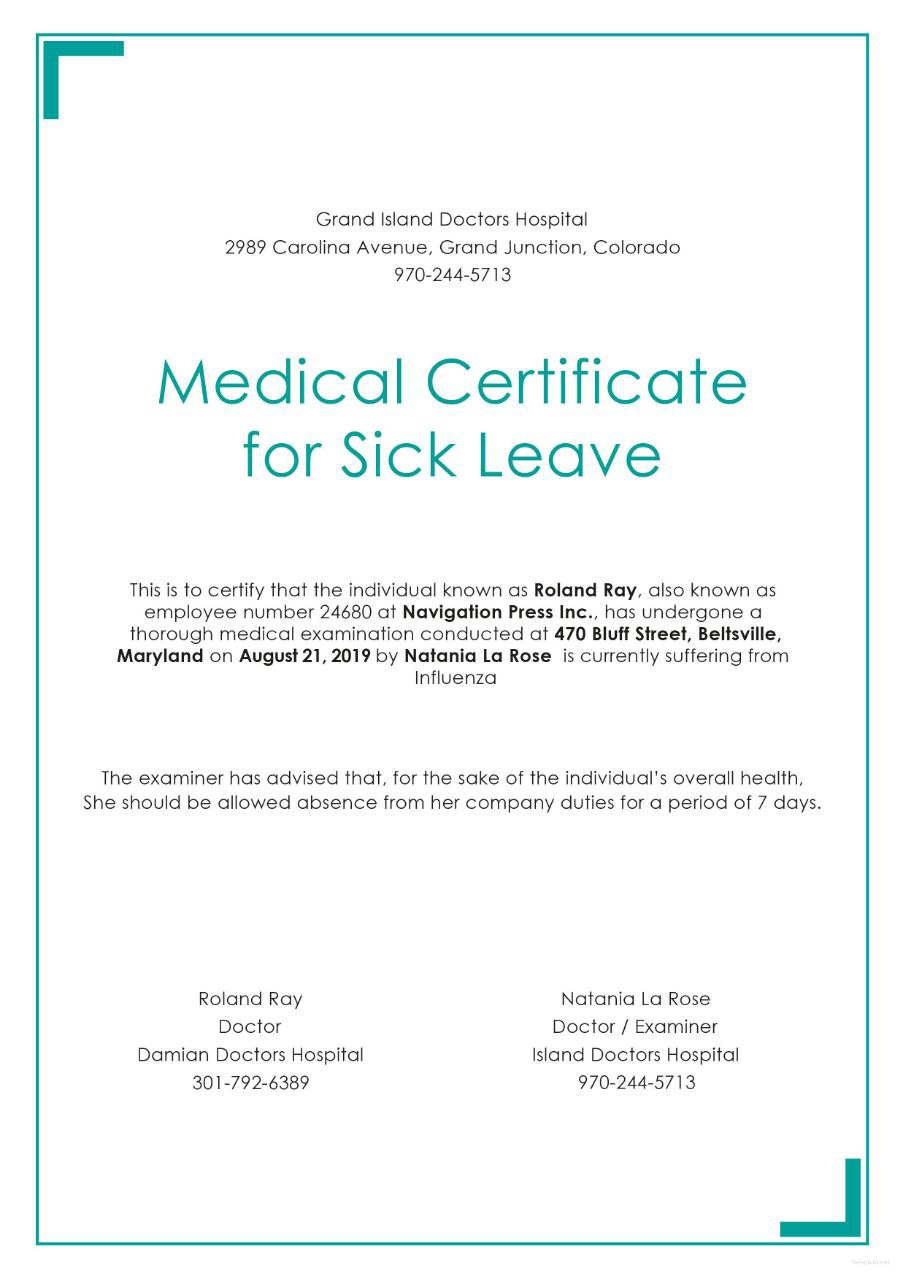 Grand Island Doctors Hospital
2989 Carolina Avenue, Grand Junction, Colorado
970-244-5713
Medical Certificate
for Sick Leave
This is to certify that the individual known as Roland Ray, also known as
employee number 24680 at Navigation Press Inc., has undergone a
thorough medical examination conducted at 470 Bluff Street, Beltsville,
Maryland on August 21, 2019 by Natania La Rose is currently suffering from
Influenza
The examiner has advised that, for the sake of the individual's overall health,
She should be allowed absence from her company duties for a period of 7 days.
Roland Ray
Doctor
Damian Doctors Hospital
301-792-6389
Natania La Rose
Doctor / Examiner
Island Doctors Hospital
970-244-5713